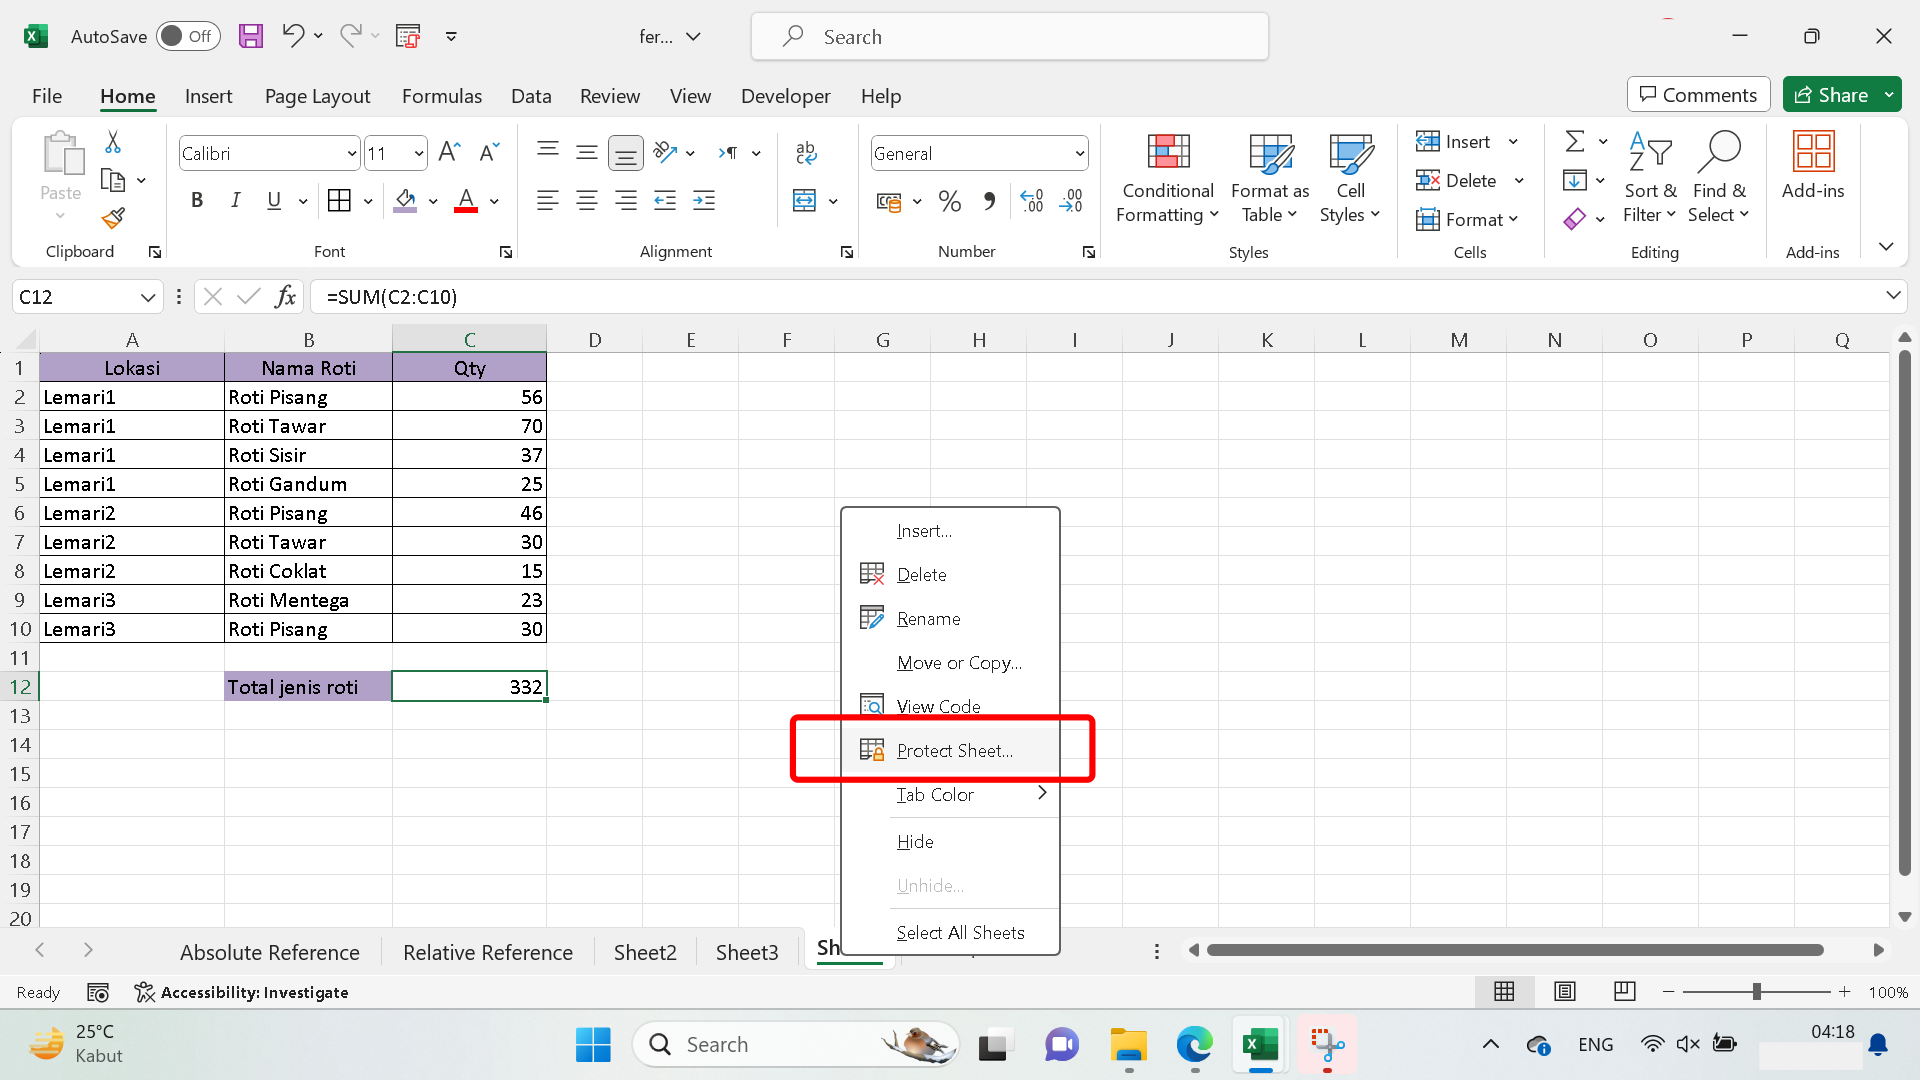 AutoSave Off fer... Search
File Home Insert Page Layout Formulas Data Review View Developer Help Comments Share
Paste
Clipboard
Calibri 11
B I U A
Font
Alignment
General
Number
Conditional Formatting
Format as Table
Cell Styles
Styles
Insert
Delete
Format
Cells
Sort & Filter
Find & Select
Editing
Add-ins
Add-ins
C12 fx =SUM(C2:C10)
A B C D E F G H I J K L M N O P Q
1 Lokasi Nama Roti Qty
2 Lemari1 Roti Pisang 56
3 Lemari1 Roti Tawar 70
4 Lemari1 Roti Sisir 37
5 Lemari1 Roti Gandum 25
6 Lemari2 Roti Pisang 46
7 Lemari2 Roti Tawar 30
8 Lemari2 Roti Coklat 15
9 Lemari3 Roti Mentega 23
10 Lemari3 Roti Pisang 30
11
12 Total jenis roti 332
13
14
15
16
17
18
19
20
Insert...
Delete
Rename
Move or Copy...
View Code
Protect Sheet...
Tab Color
Hide
Unhide...
Select All Sheets
Absolute Reference Relative Reference Sheet2 Sheet3
Ready Accessibility: Investigate 100%
25°C
Kabut
Search
ENG
04:18